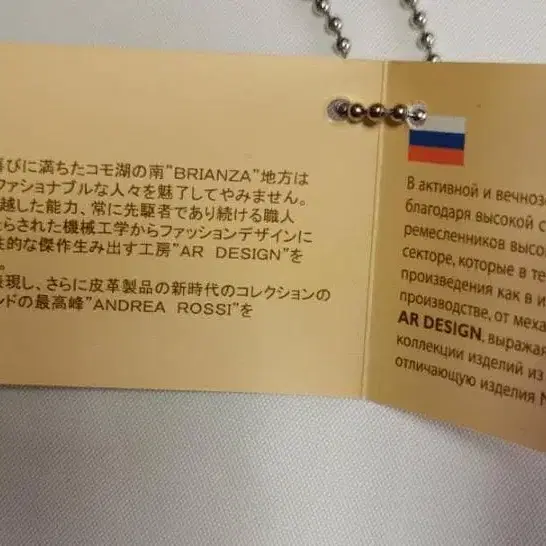 喜びに満ちたコモ湖の南"BRIANZA"地方は
ファショナブルな人々を魅了してやみません。
越した能力、常に先駆者であり続ける職人
たらされた機械工学からファッションデザインに
的な傑作生み出す工房"AR DESIGN"を
。
表現し、さらに皮革製品の新時代のコレクションの
ンドの最高峰"ANDREA ROSSI"を
В активной и вечнозе
благодаря высокой с
ремесленников высо
секторе, которые в те
произведения как в и
производстве, от меха
AR DESIGN, выражая
коллекции изделий из
отличающую изделия